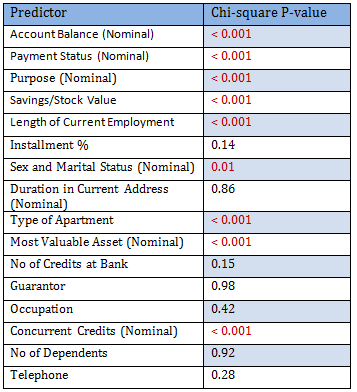 Predictor Chi-square P-value
Account Balance (Nominal) < 0.001
Payment Status (Nominal) < 0.001
Purpose (Nominal) < 0.001
Savings/Stock Value < 0.001
Length of Current Employment < 0.001
Installment % 0.14
Sex and Marital Status (Nominal) 0.01
Duration in Current Address 0.86
(Nominal)
Type of Apartment < 0.001
Most Valuable Asset (Nominal) < 0.001
No of Credits at Bank 0.15
Guarantor 0.98
Occupation 0.42
Concurrent Credits (Nominal) < 0.001
No of Dependents 0.92
Telephone 0.28